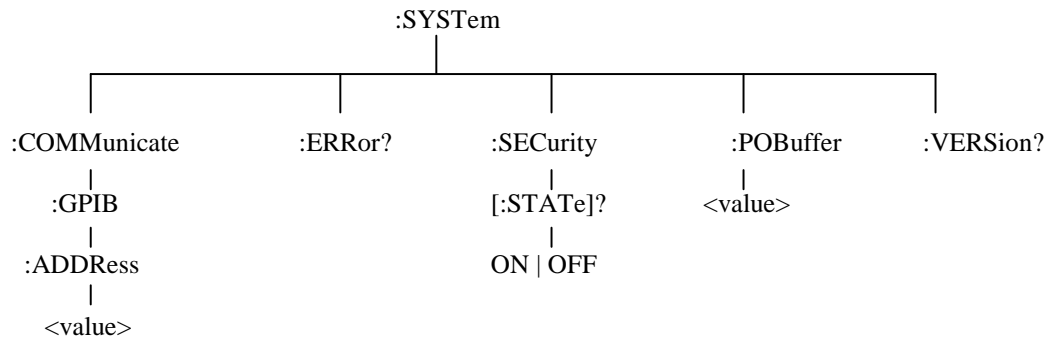 :SYSTem
:COMMunicate :ERRor? :SECurity :POBuffer :VERSion?
:GPIB [:STATe]? <value>
:ADDRess ON | OFF
<value>